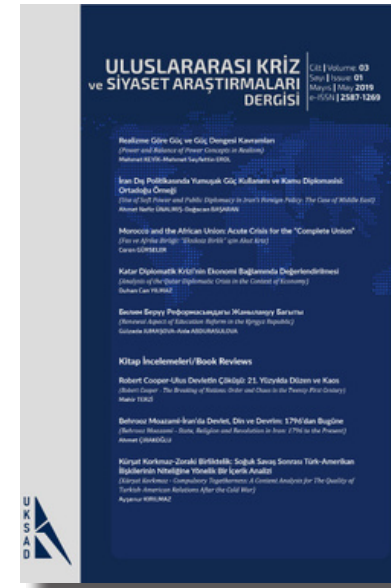 ULUSLARARASI KRİZ
ve SİYASET ARAŞTIRMALARI
DERGİSİ
Cilt | Volume: 03
Sayı | Issue: 01
Mayıs | May 2019
e-ISSN | 2587-1269
Realizme Göre Güç ve Güç Dengesi Kavramları
(Power and Balance of Power Concepts in Realism)
Mehmet REYİK-Mehmet Seyfettin EROL
İran Dış Politikasında Yumuşak Güç Kullanımı ve Kamu Diplomasisi:
Ortadoğu Örneği
(Use of Soft Power and Public Diplomacy in Iran's Foreign Policy: The Case of Middle East)
Ahmet Nafiz ÜNALMIŞ-Doğacan BAŞARAN
Morocco and the African Union: Acute Crisis for the "Complete Union"
(Fas ve Afrika Birliği: "Eksiksiz Birlik" için Akut Kriz)
Ceren GÜRSELER
Katar Diplomatik Krizi'nin Ekonomi Bağlamında Değerlendirilmesi
(Analysis of the Qatar Diplomatic Crisis in the Context of Economy)
Duhan Can YILMAZ
Билим Берүү Реформасындагы Жаңылануу Багыты
(Renewal Aspect of Education Reform in the Kyrgyz Republic)
Gülzada JUMAŞOVA-Aida ABDURASULOVA
Kitap İncelemeleri/Book Reviews
Robert Cooper-Ulus Devletin Çöküşü: 21. Yüzyılda Düzen ve Kaos
(Robert Cooper - The Breaking of Nations: Order and Chaos in the Twenty-First Century)
Mahir TERZİ
Behrooz Moazami-İran'da Devlet, Din ve Devrim: 1796'dan Bugüne
(Behrooz Moazami - State, Religion and Revolution in Iran: 1796 to the Present)
Ahmet ÇIRAKOĞLU
Kürşat Korkmaz-Zoraki Birliktelik: Soğuk Savaş Sonrası Türk-Amerikan
İlişkilerinin Niteliğine Yönelik Bir İçerik Analizi
(Kürşat Korkmaz - Compulsory Togetherness: A Content Analysis for The Quality of
Turkish-American Relations After the Cold War)
Ayşenur KIRILMAZ
UKSAD